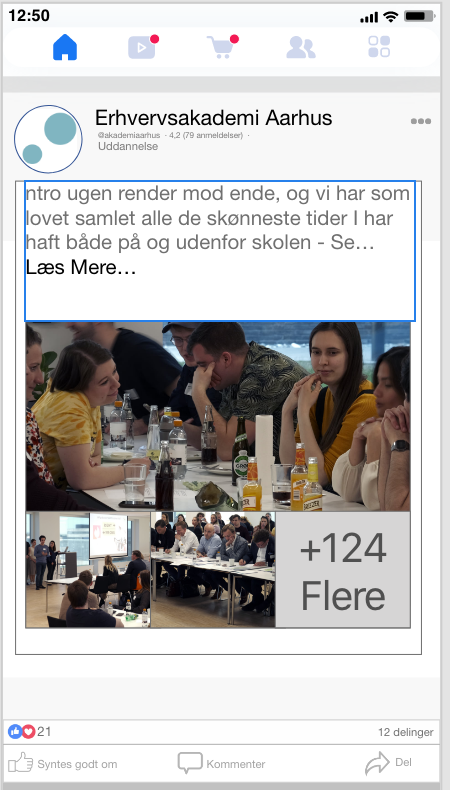 12:50
Erhvervsakademi Aarhus
@akademiaarhus · 4,2 (79 anmeldelser) ·
Uddannelse
ntro ugen render mod ende, og vi har som
lovet samlet alle de skønneste tider I har
haft både på og udenfor skolen - Se...
Læs Mere...
+124
Flere
21
12 delinger
Syntes godt om
Kommenter
Del